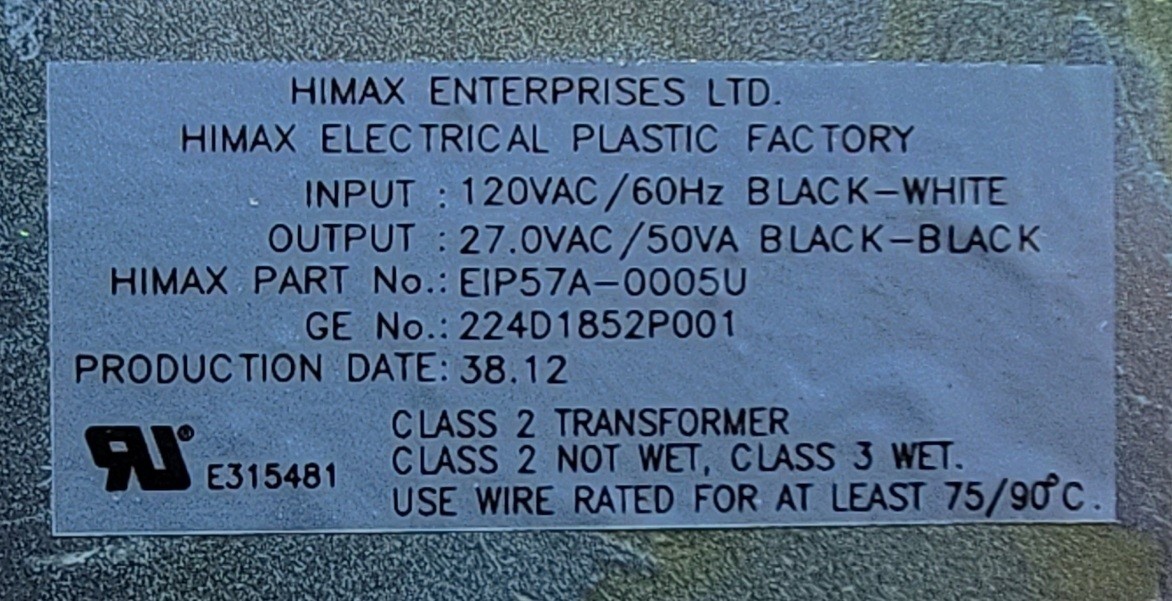 HIMAX ENTERPRISES LTD.
HIMAX ELECTRICAL PLASTIC FACTORY
INPUT : 120VAC/60Hz BLACK-WHITE
OUTPUT : 27.0VAC/50VA BLACK-BLACK
HIMAX PART No.: EIP57A-0005U
GE No.: 224D1852P001
PRODUCTION DATE: 38.12
CLASS 2 TRANSFORMER
CLASS 2 NOT WET, CLASS 3 WET.
RU® E315481
USE WIRE RATED FOR AT LEAST 75/90°C.